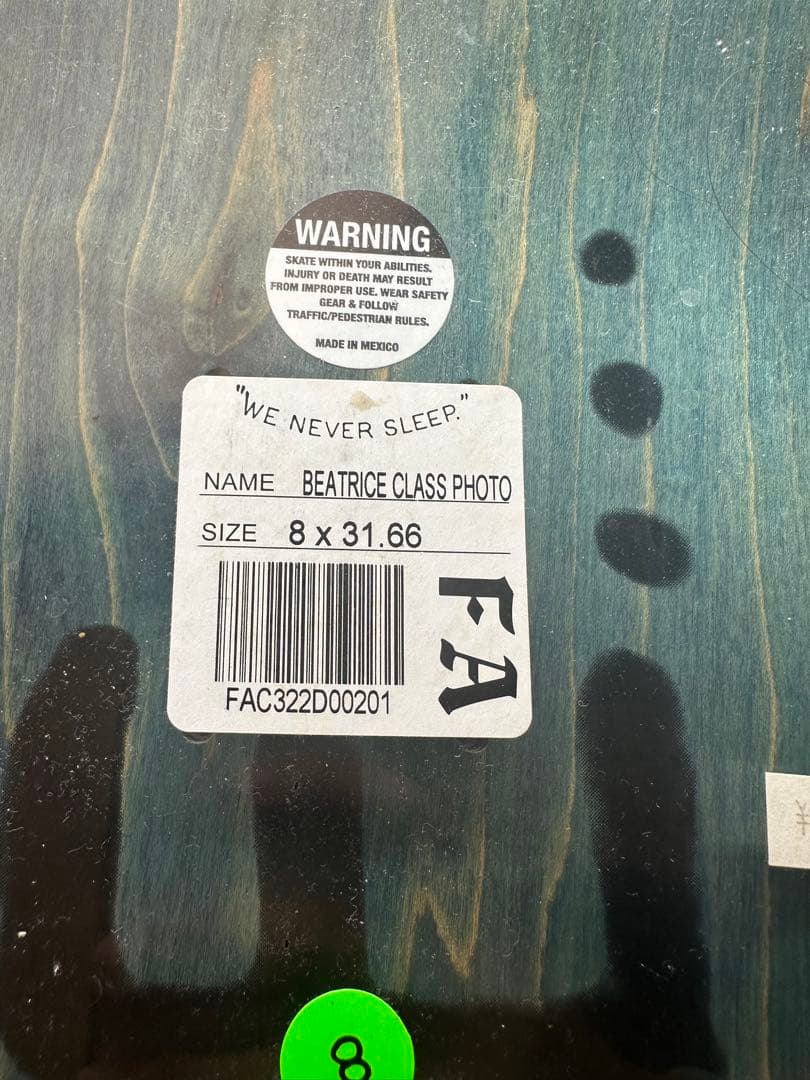 WARNING
SKATE WITHIN YOUR ABILITIES.
INJURY OR DEATH MAY RESULT
FROM IMPROPER USE. WEAR SAFETY
GEAR & FOLLOW
TRAFFIC/PEDESTRIAN RULES.
MADE IN MEXICO
"WE NEVER SLEEP."
NAME BEATRICE CLASS PHOTO
SIZE 8 x 31.66
FA
FAC322D00201
8